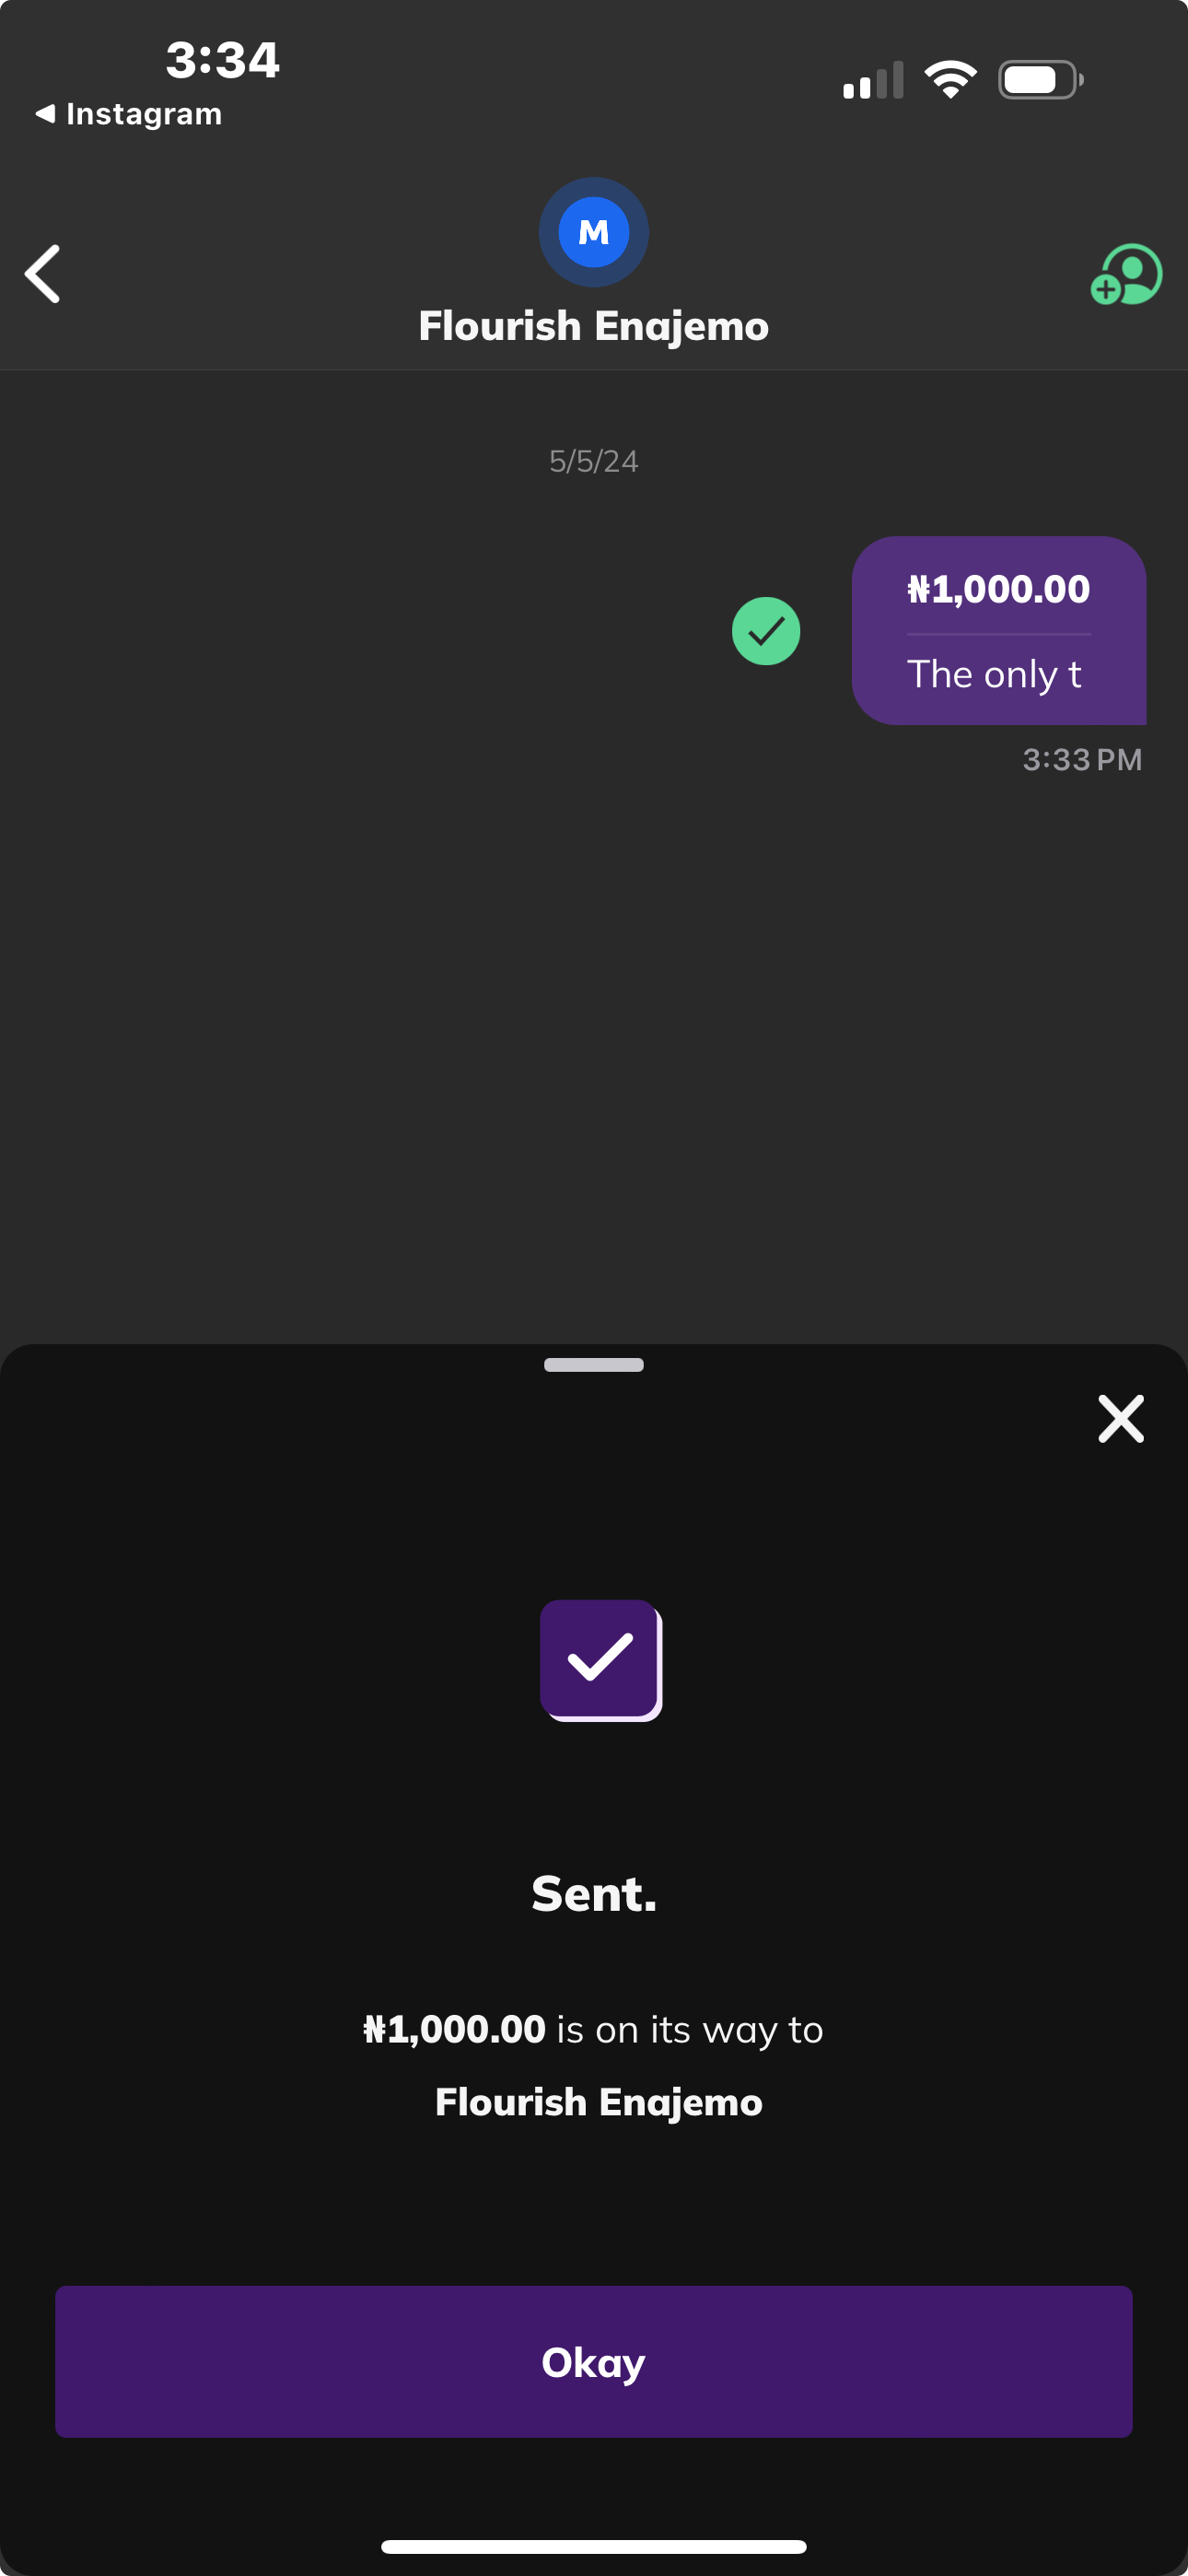 3:34
Instagram
M
Flourish Enajemo
5/5/24
₦1,000.00
The only t
3:33 PM
Sent.
₦1,000.00 is on its way to
Flourish Enajemo
Okay